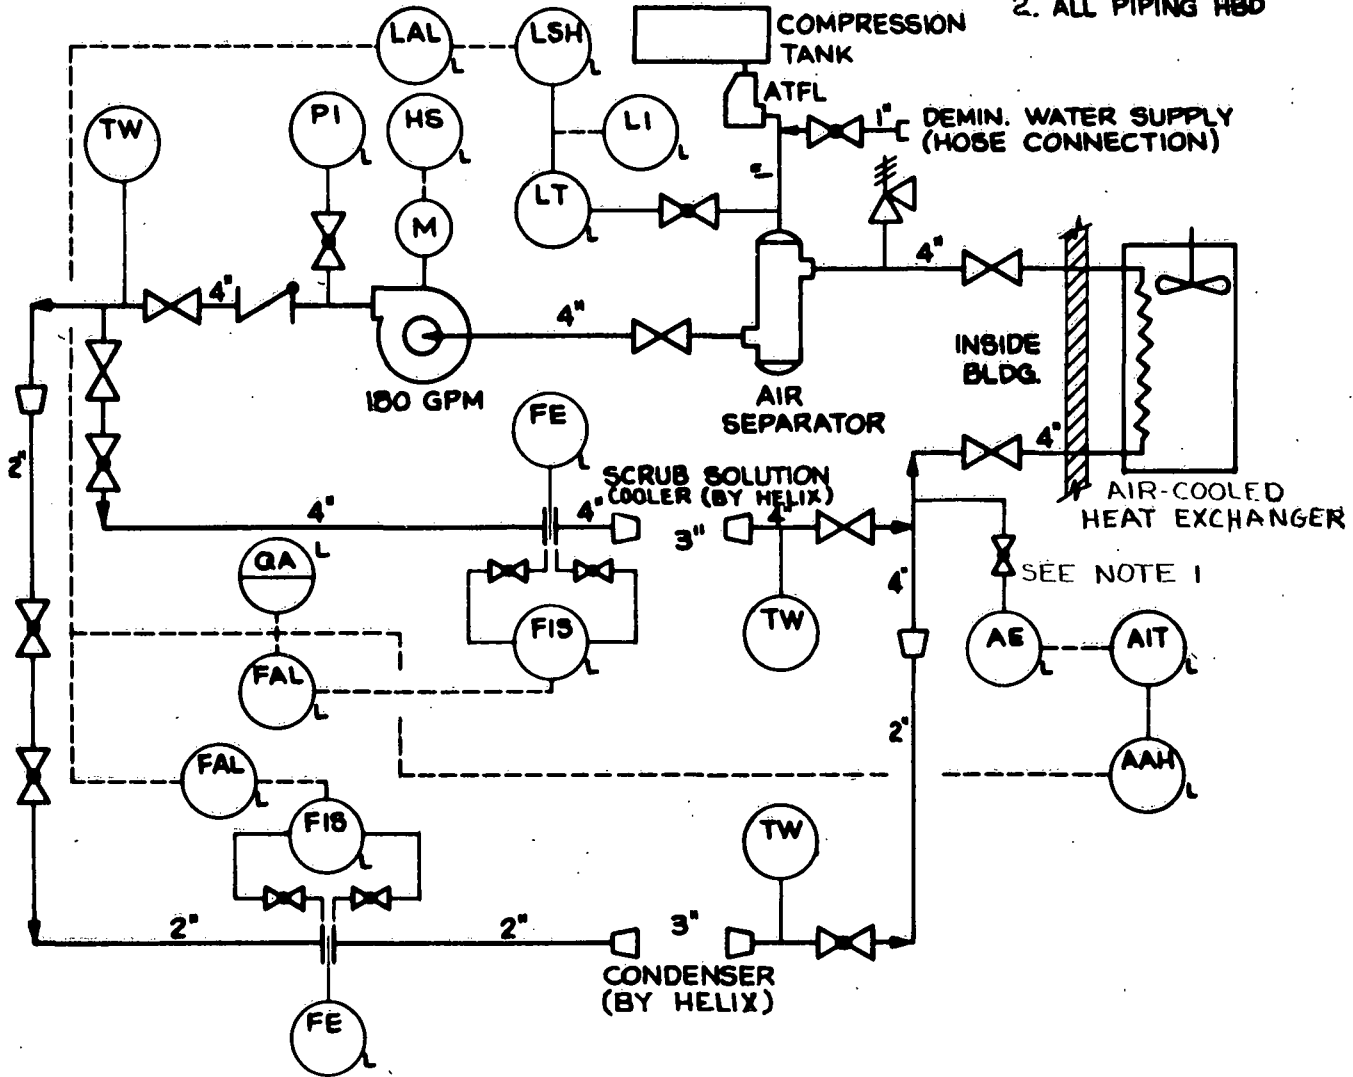 2. ALL PIPING HBD
COMPRESSION
TANK
LAL
L
LSH
L
ATFL
1"
DEMIN. WATER SUPPLY
(HOSE CONNECTION)
TW
PI
L
HS
L
LI
L
LT
L
1"
M
4"
4"
4"
INSIDE
BLDG.
180 GPM
AIR
SEPARATOR
4"
AIR-COOLED
HEAT EXCHANGER
2"
FE
L
SCRUB SOLUTION
COOLER (BY HELIX)
4"
4"
3"
4"
QA
L
4"
SEE NOTE 1
FIS
L
TW
AE
L
AIT
L
FAL
L
2"
FAL
L
AAH
L
FIS
L
TW
2"
2"
3"
CONDENSER
(BY HELIX)
FE
L